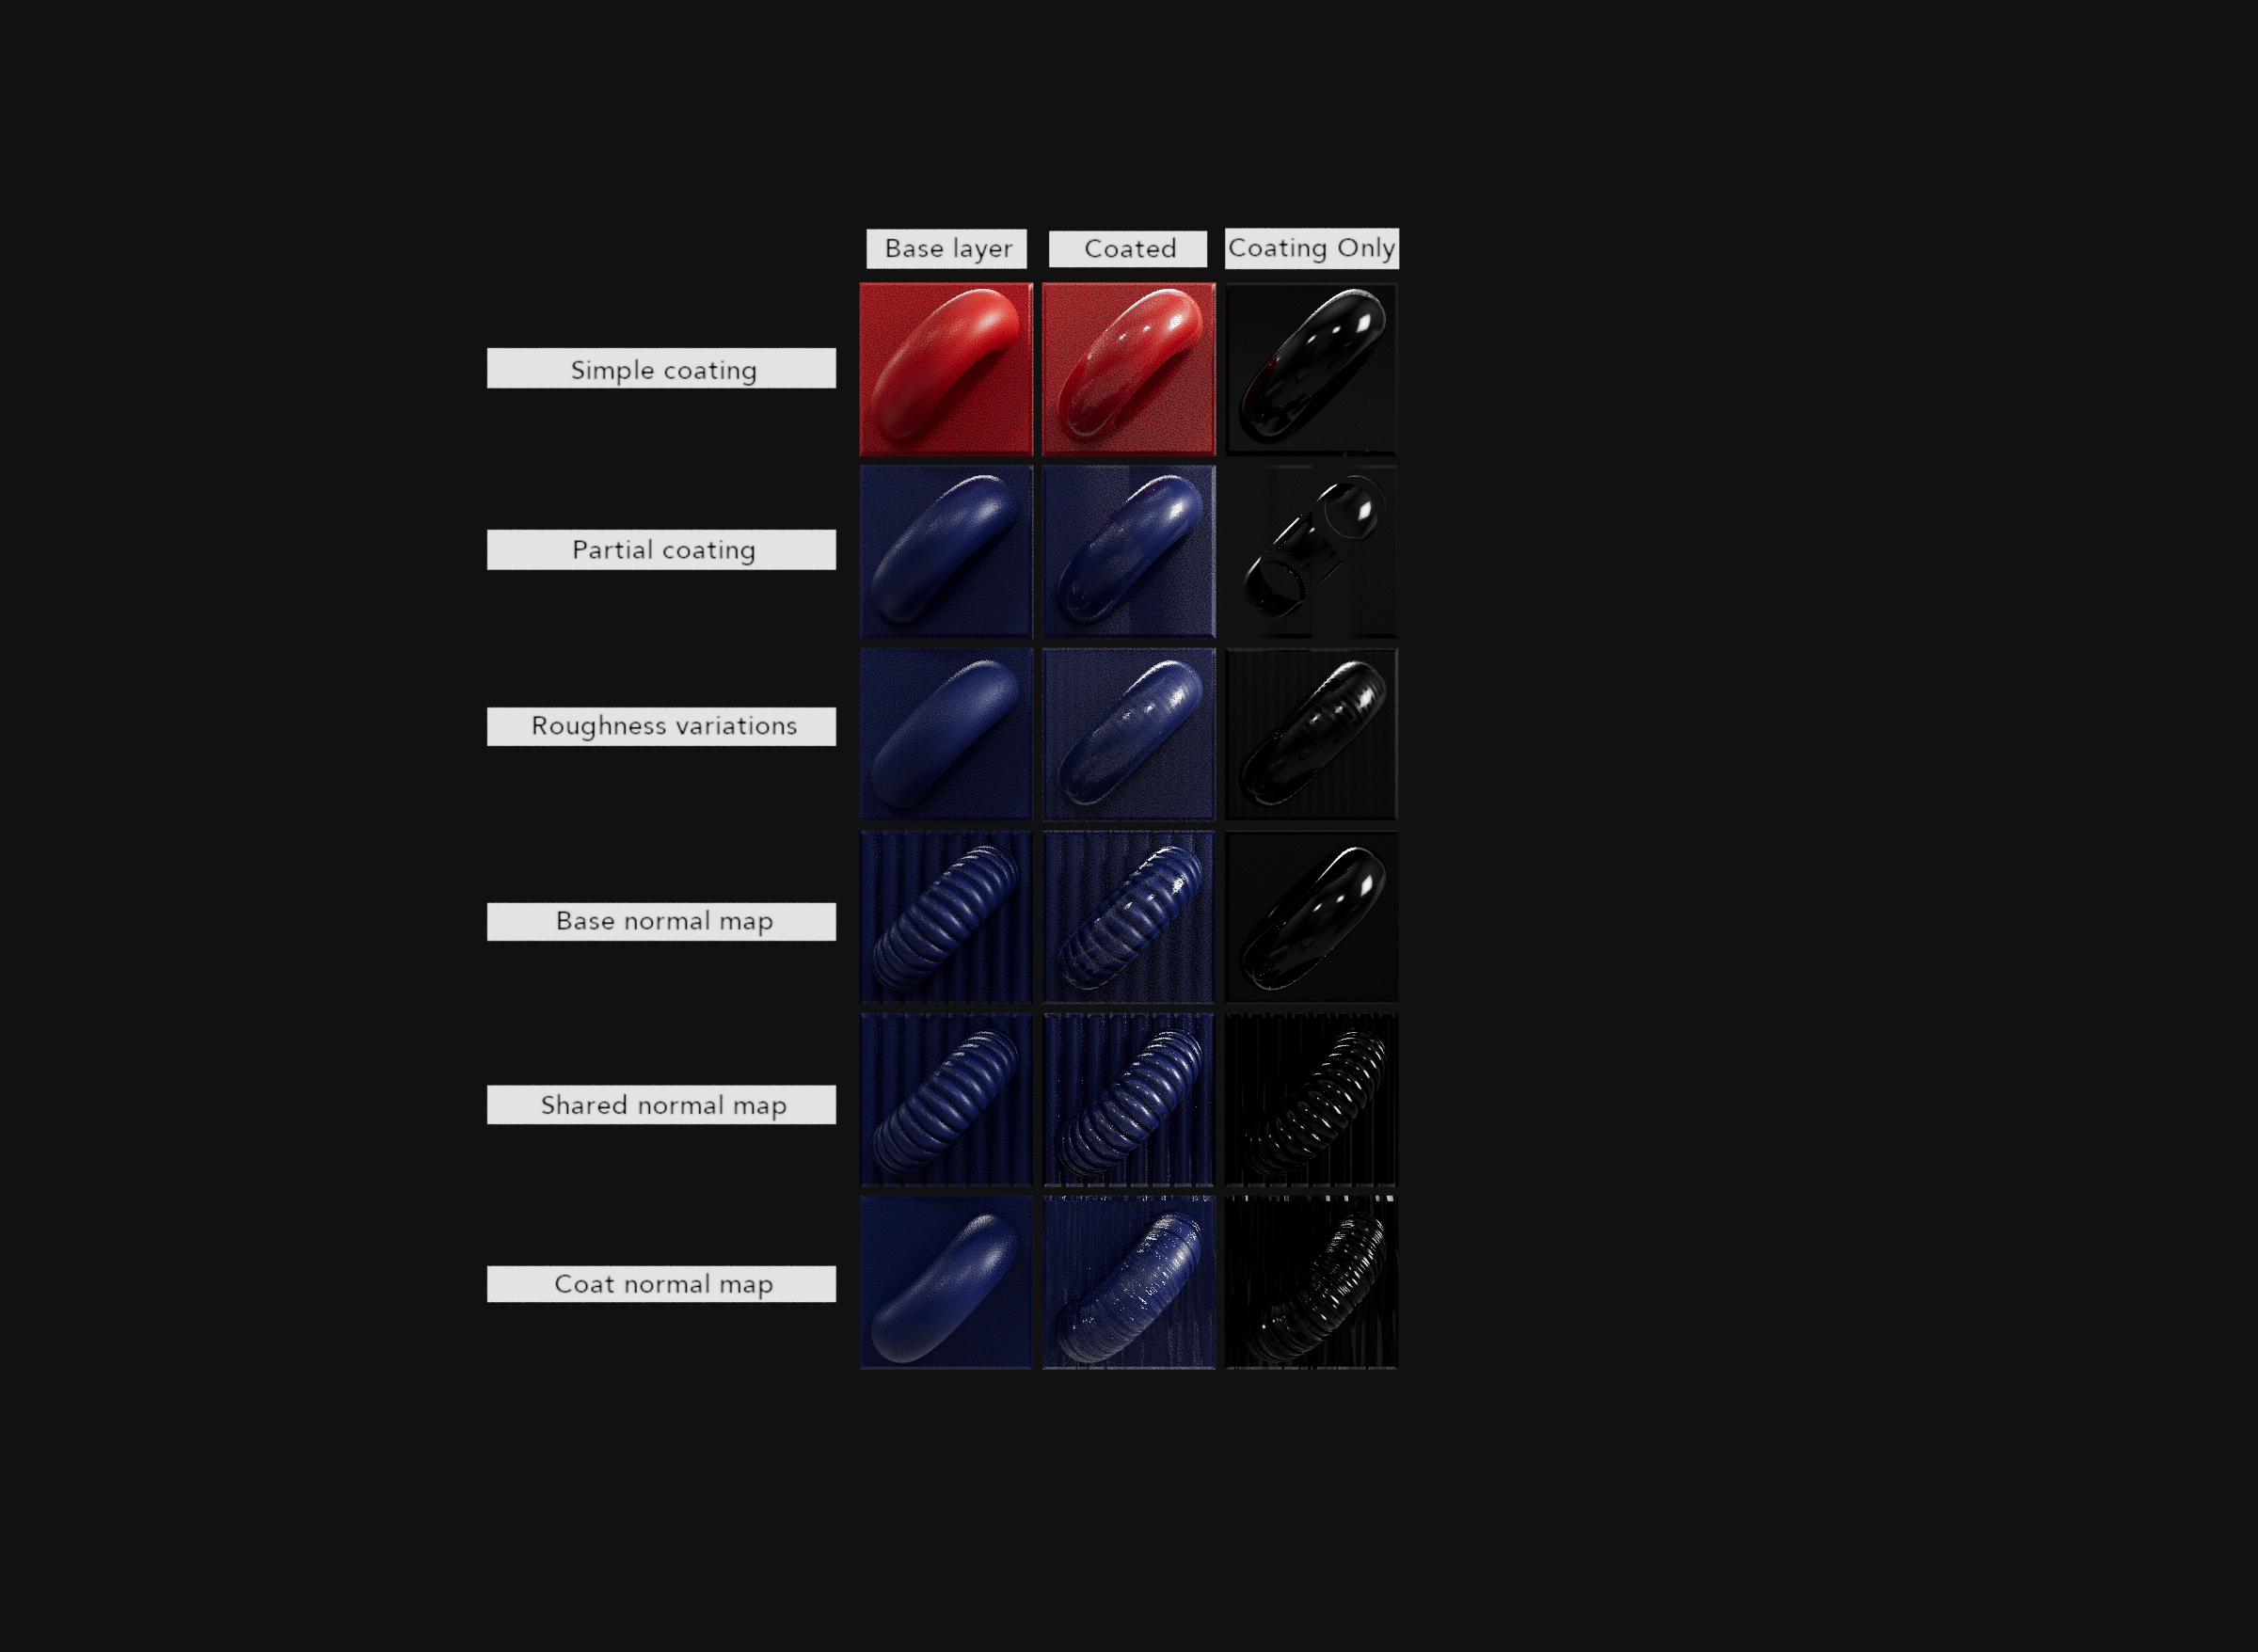 Base layer
Coated
Coating Only
Simple coating
Partial coating
Roughness variations
Base normal map
Shared normal map
Coat normal map